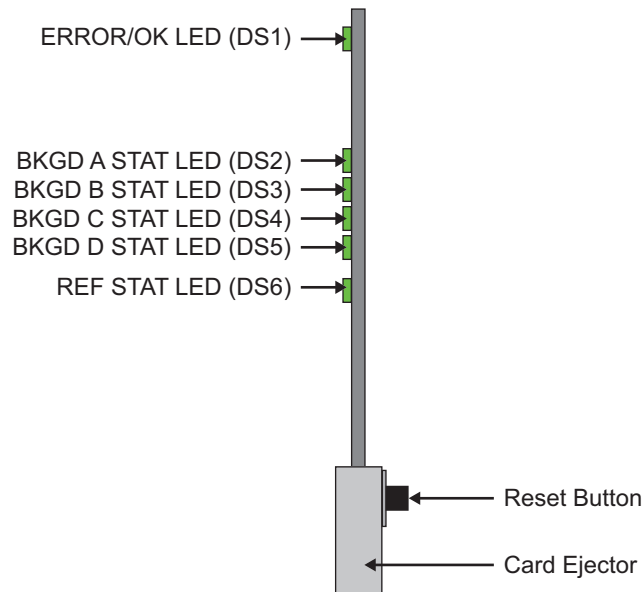 ERROR/OK LED (DS1)
BKGD A STAT LED (DS2)
BKGD B STAT LED (DS3)
BKGD C STAT LED (DS4)
BKGD D STAT LED (DS5)
REF STAT LED (DS6)
Reset Button
Card Ejector